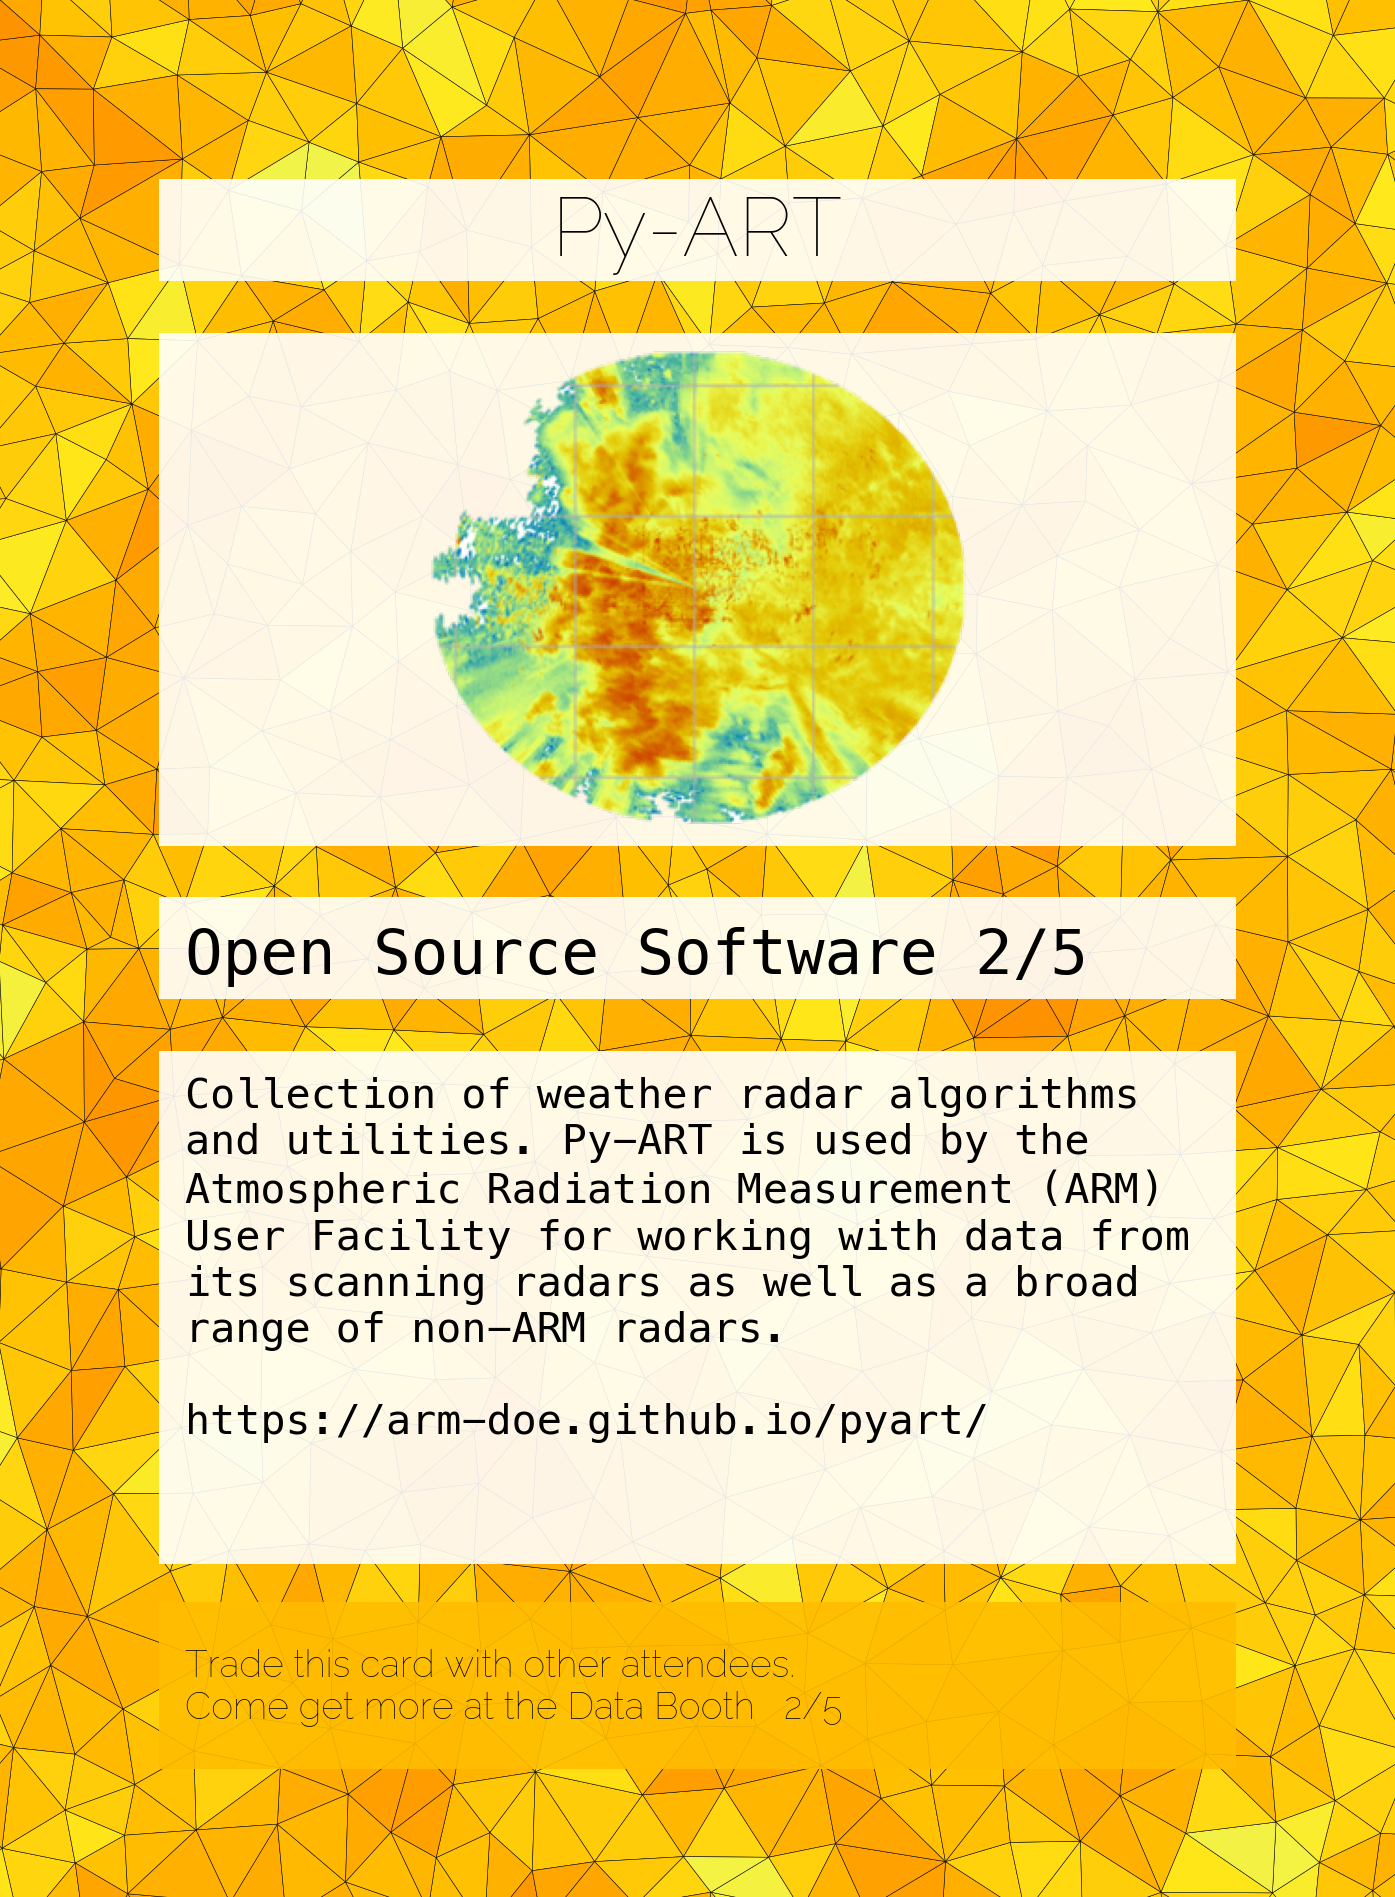 Py-ART
Open Source Software 2/5
Collection of weather radar algorithms
and utilities. Py-ART is used by the
Atmospheric Radiation Measurement (ARM)
User Facility for working with data from
its scanning radars as well as a broad
range of non-ARM radars.
https://arm-doe.github.io/pyart/
Trade this card with other attendees.
Come get more at the Data Booth 2/5